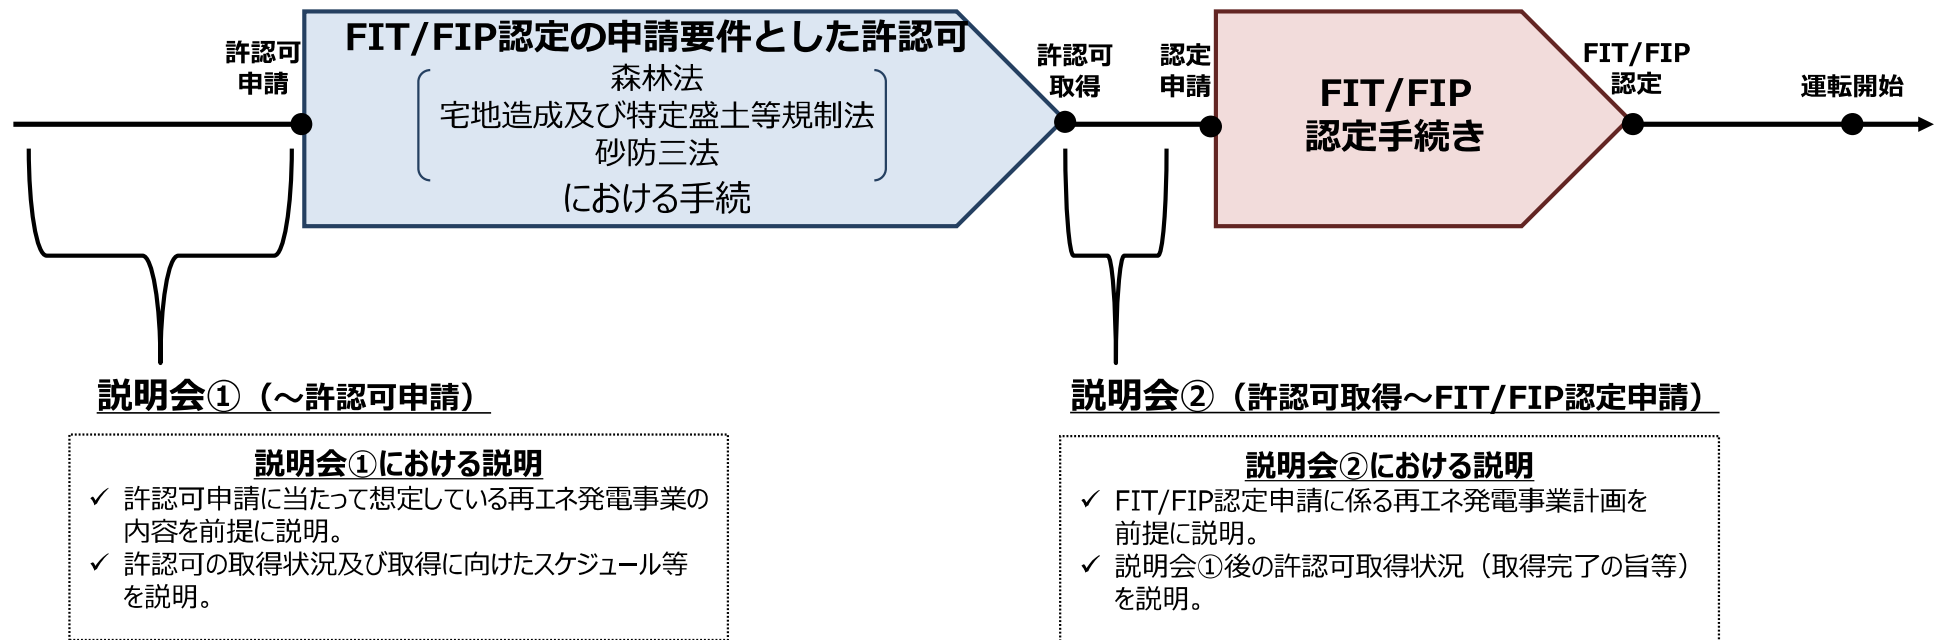 許認可
申請
FIT/FIP認定の申請要件とした許認可
森林法
宅地造成及び特定盛土等規制法
砂防三法
における手続
許認可
取得
認定
申請
FIT/FIP
認定手続き
FIT/FIP
認定
運転開始
説明会①（～許認可申請）
説明会①における説明
✓ 許認可申請に当たって想定している再エネ発電事業の
内容を前提に説明。
✓ 許認可の取得状況及び取得に向けたスケジュール等
を説明。
説明会②（許認可取得～FIT/FIP認定申請）
説明会②における説明
✓ FIT/FIP認定申請に係る再エネ発電事業計画を
前提に説明。
✓ 説明会①後の許認可取得状況（取得完了の旨等）
を説明。